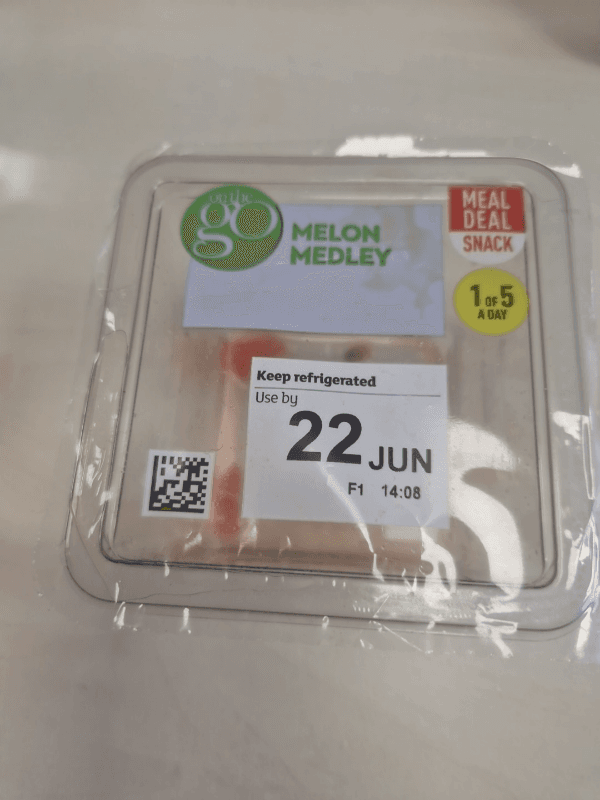 on the
go
MELON
MEDLEY
MEAL
DEAL
SNACK
1 OF 5
A DAY
Keep refrigerated
Use by
22 JUN
F1 14:08